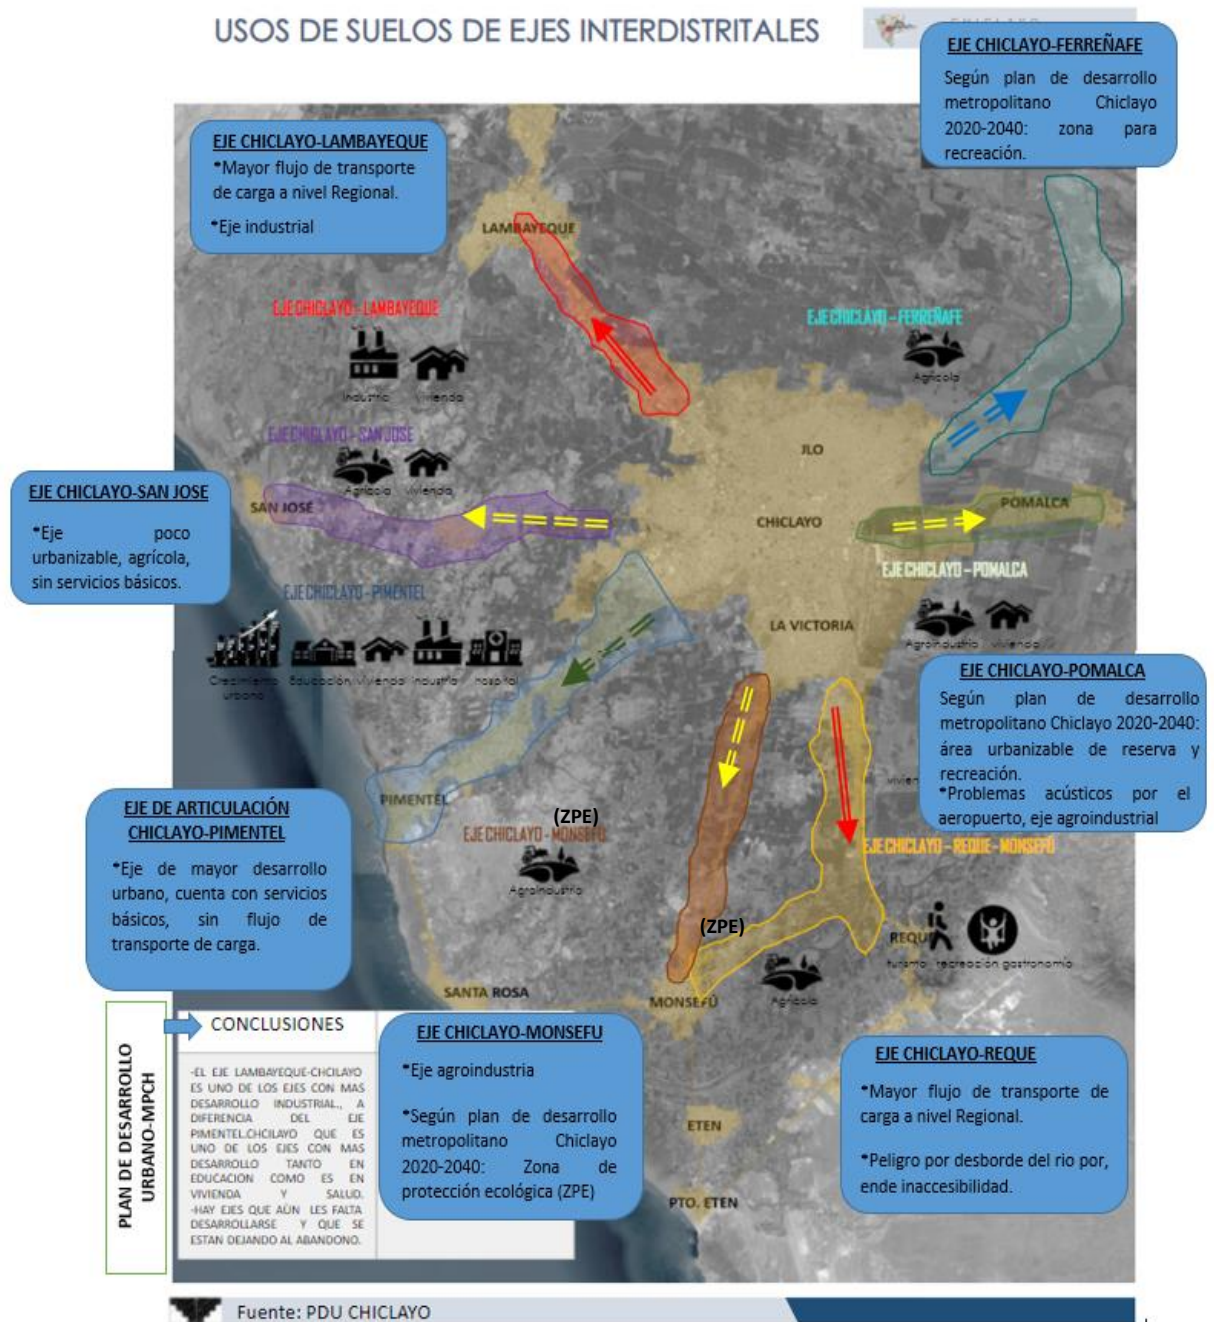 USOS DE SUELOS DE EJES INTERDISTRITALES
EJE CHICLAYO-FERREÑAFE
Según plan de desarrollo
metropolitano Chiclayo
2020-2040: zona para
recreación.
EJE CHICLAYO-LAMBAYEQUE
*Mayor flujo de transporte
de carga a nivel Regional.
*Eje industrial
LAMBAYEQUE
EJE CHICLAYO - LAMBAYEQUE
Industria
vivienda
EJE CHICLAYO - FERREÑAFE
Agrícola
EJE CHICLAYO - SAN JOSE
Agrícola
vivienda
JLO
EJE CHICLAYO-SAN JOSE
*Eje poco
urbanizable, agrícola,
sin servicios básicos.
SAN JOSÉ
CHICLAYO
POMALCA
EJE CHICLAYO - POMALCA
Agroindustria
vivienda
EJE CHICLAYO - PIMENTEL
Crecimiento
urbano
Educación
vivienda
industria
hospital
LA VICTORIA
EJE CHICLAYO-POMALCA
Según plan de desarrollo
metropolitano Chiclayo 2020-2040:
área urbanizable de reserva y
recreación.
*Problemas acústicos por el
aeropuerto, eje agroindustrial
vivien
PIMENTEL
EJE DE ARTICULACIÓN
CHICLAYO-PIMENTEL
*Eje de mayor desarrollo
urbano, cuenta con servicios
básicos, sin flujo de
transporte de carga.
(ZPE)
EJE CHICLAYO - MONSEFÚ
Agroindustria
EJE CHICLAYO - REQUE - MONSEFÚ
(ZPE)
REQU
turismo
recreación
gastronomía
Agrícola
SANTA ROSA
MONSEFÚ
PLAN DE DESARROLLO
URBANO-MPCH
CONCLUSIONES
-EL EJE LAMBAYEQUE-CHCILAYO
ES UNO DE LOS EJES CON MAS
DESARROLLO INDUSTRIAL., A
DIFERENCIA DEL EJE
PIMENTEL.CHCILAYO QUE ES
UNO DE LOS EJES CON MAS
DESARROLLO TANTO EN
EDUCACION COMO ES EN
VIVIENDA Y SALUD.
-HAY EJES QUE AÚN LES FALTA
DESARROLLARSE Y QUE SE
ESTAN DEJANDO AL ABANDONO.
EJE CHICLAYO-MONSEFU
*Eje agroindustria
*Según plan de desarrollo
metropolitano Chiclayo
2020-2040: Zona de
protección ecológica (ZPE)
EJE CHICLAYO-REQUE
*Mayor flujo de transporte de
carga a nivel Regional.
*Peligro por desborde del rio por,
ende inaccesibilidad.
ETEN
PTO. ETEN
Fuente: PDU CHICLAYO